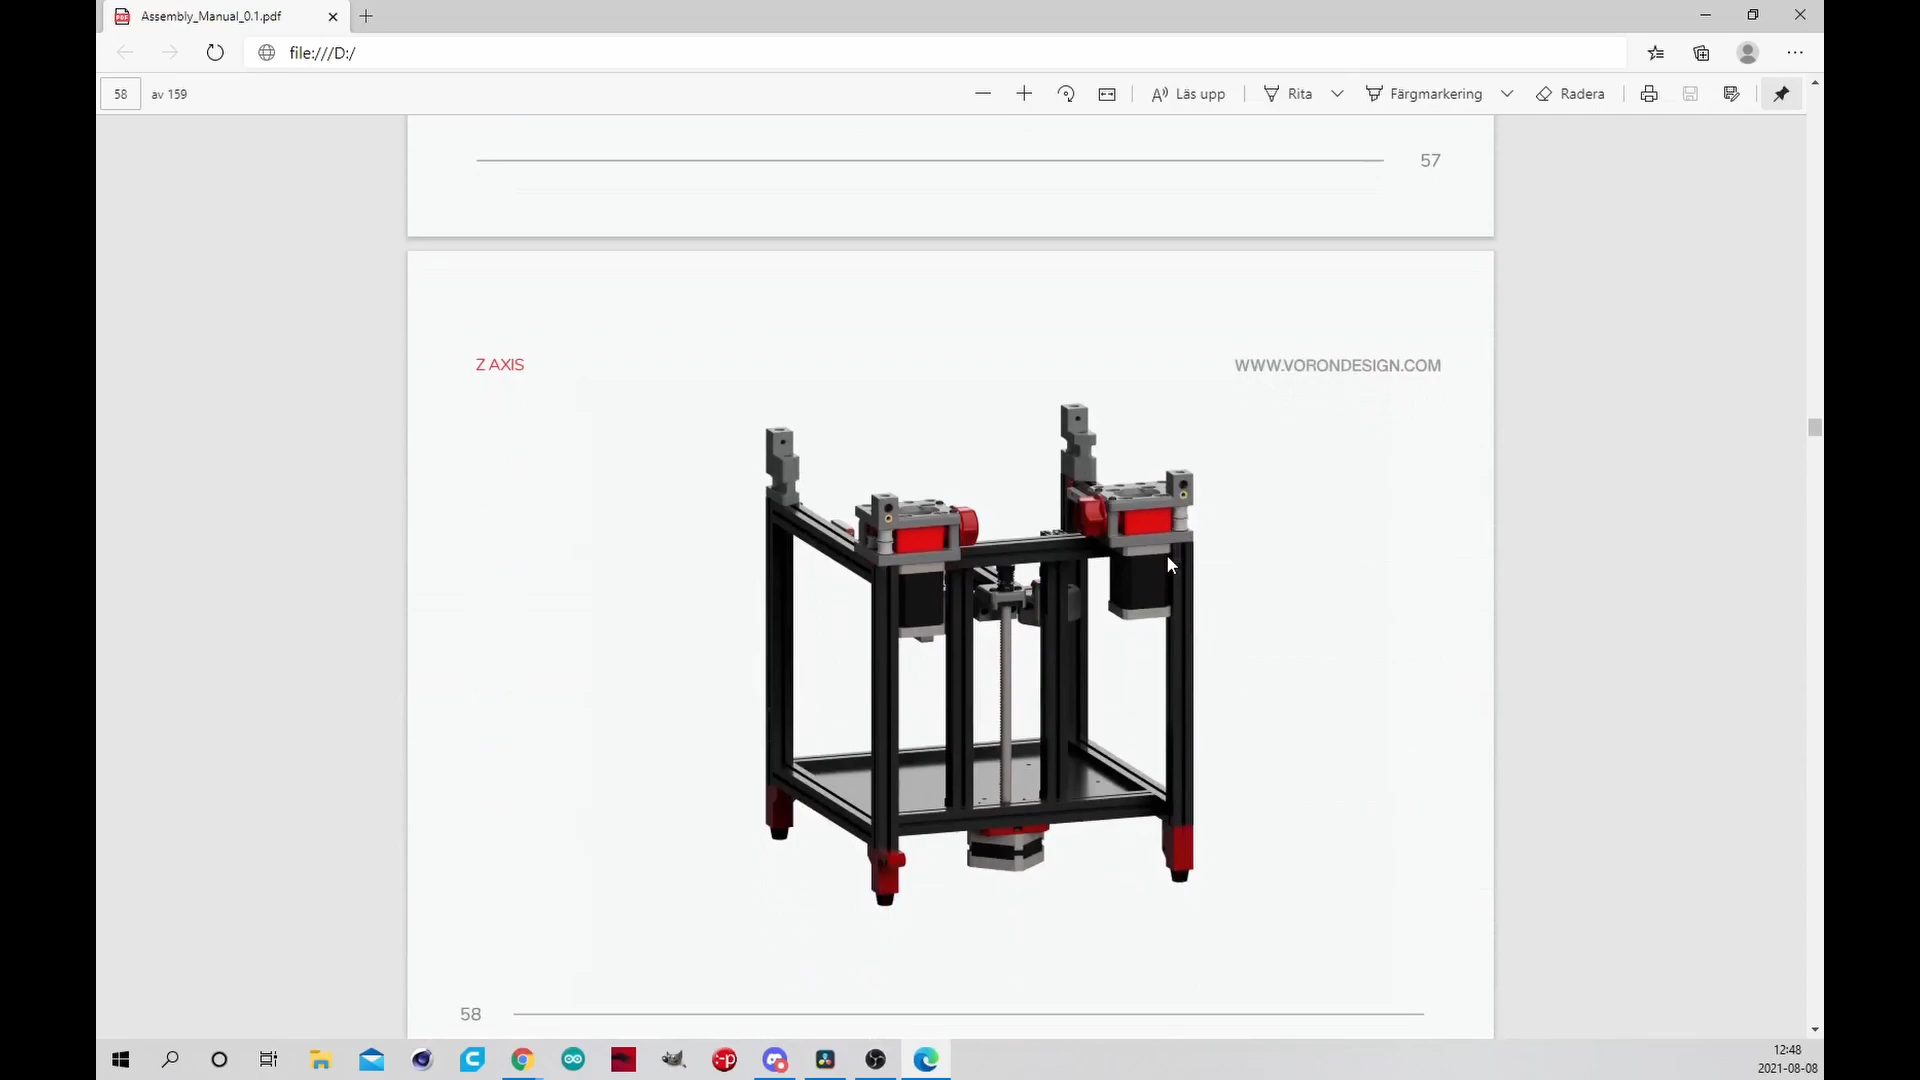 Assembly_Manual_0.1.pdf
file:///D:/
58 av 159
Läs upp
Rita
Färgmarkering
Radera
57
Z AXIS
WWW.VORONDESIGN.COM
58
12:48
2021-08-08